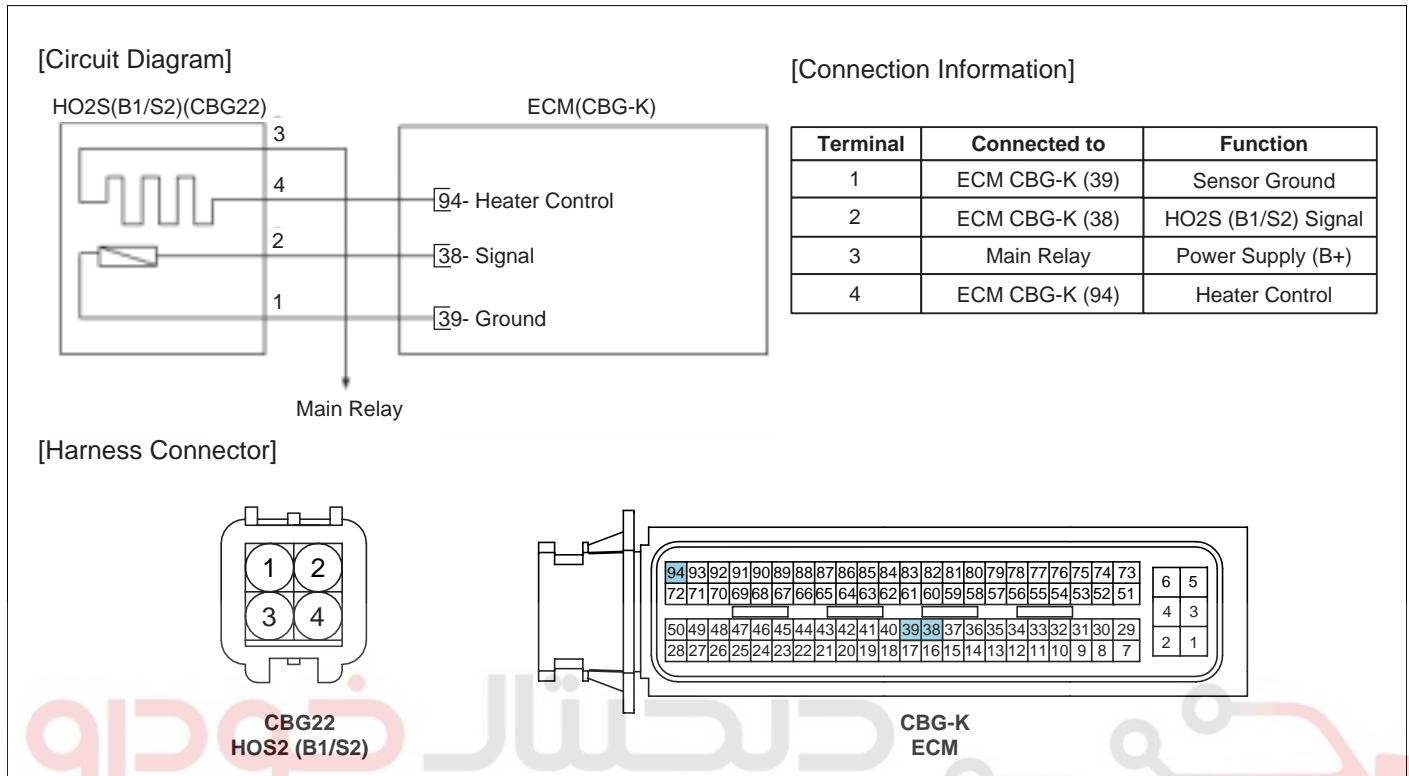 [Circuit Diagram]
HO2S(B1/S2)(CBG22)
ECM(CBG-K)
3
4
94- Heater Control
2
38- Signal
1
39- Ground
Main Relay
[Connection Information]
Terminal Connected to Function
1 ECM CBG-K (39) Sensor Ground
2 ECM CBG-K (38) HO2S (B1/S2) Signal
3 Main Relay Power Supply (B+)
4 ECM CBG-K (94) Heater Control
[Harness Connector]
1 2
3 4
CBG22
HOS2 (B1/S2)
94 93 92 91 90 89 88 87 86 85 84 83 82 81 80 79 78 77 76 75 74 73
72 71 70 69 68 67 66 65 64 63 62 61 60 59 58 57 56 55 54 53 52 51
50 49 48 47 46 45 44 43 42 41 40 39 38 37 36 35 34 33 32 31 30 29
28 27 26 25 24 23 22 21 20 19 18 17 16 15 14 13 12 11 10 9 8 7
6 5
4 3
2 1
CBG-K
ECM
دیجیتال خودرو